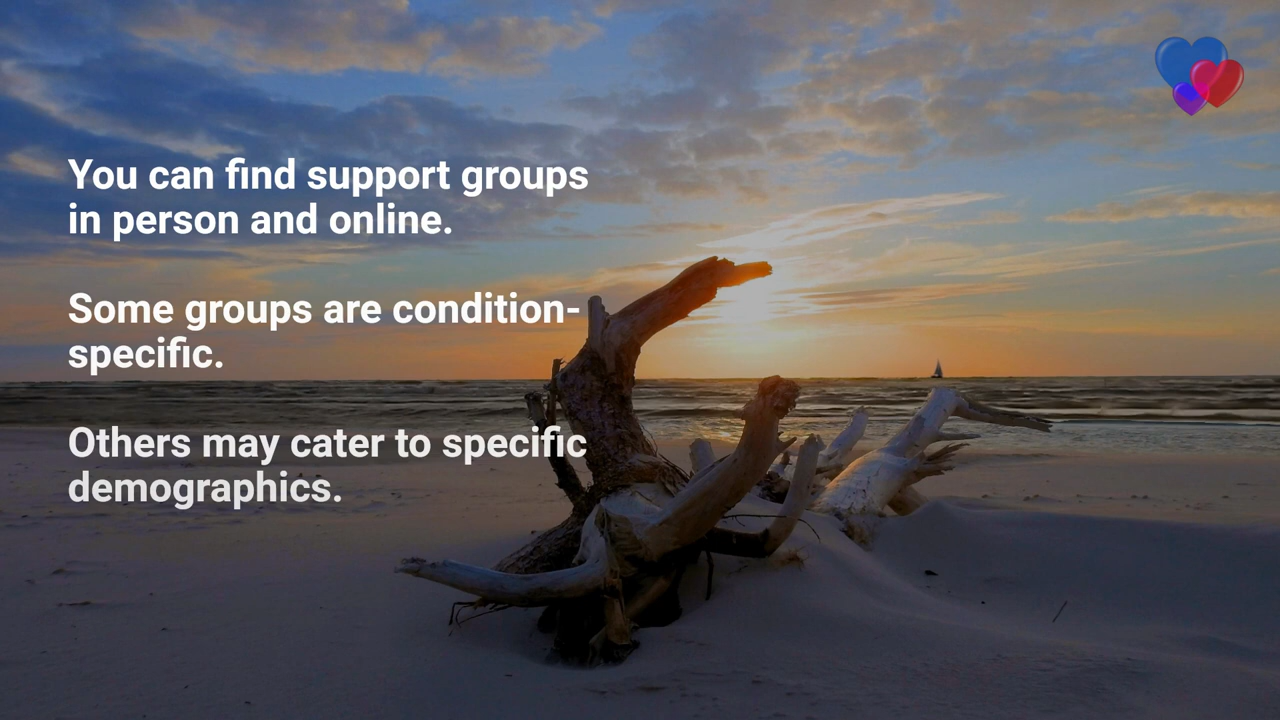 You can find support groups
in person and online.
Some groups are condition-
specific.
Others may cater to specific
demographics.